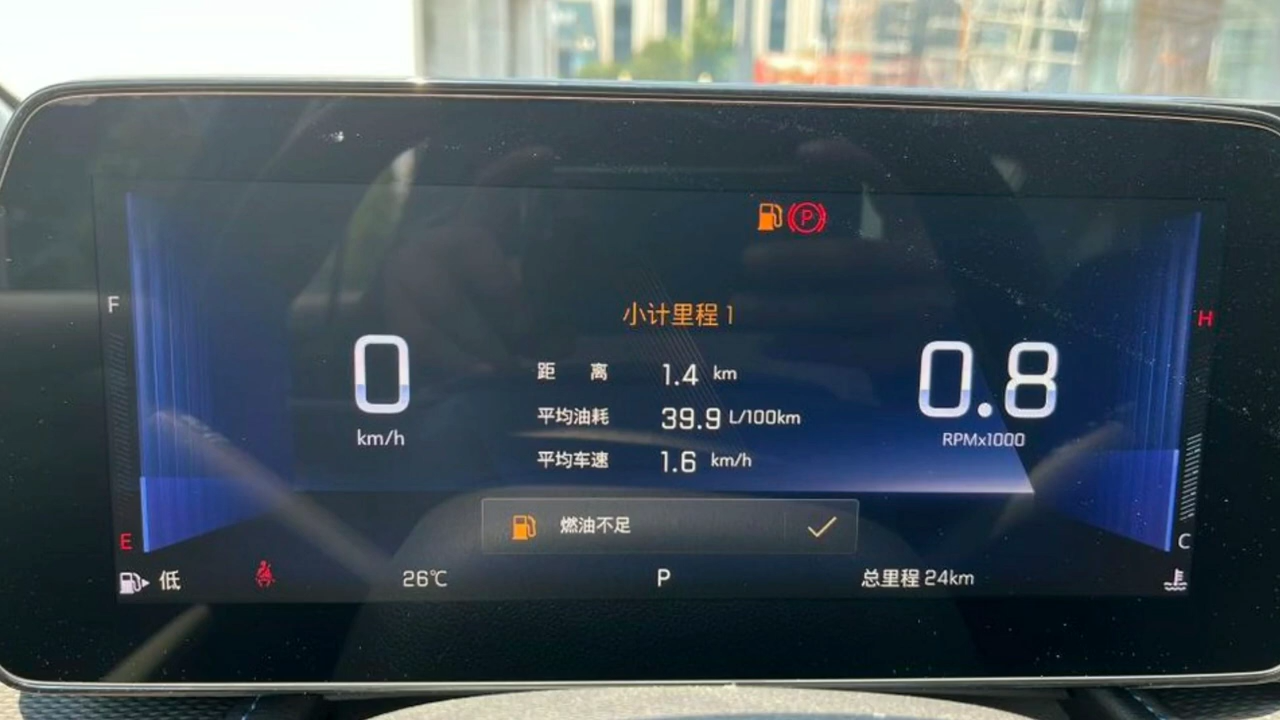 P
F
小计里程 1
H
0
km/h
距 离 1.4 km
平均油耗 39.9 L/100km
平均车速 1.6 km/h
0.8
RPMx1000
E
燃油不足
C
低
26℃
P
总里程 24km